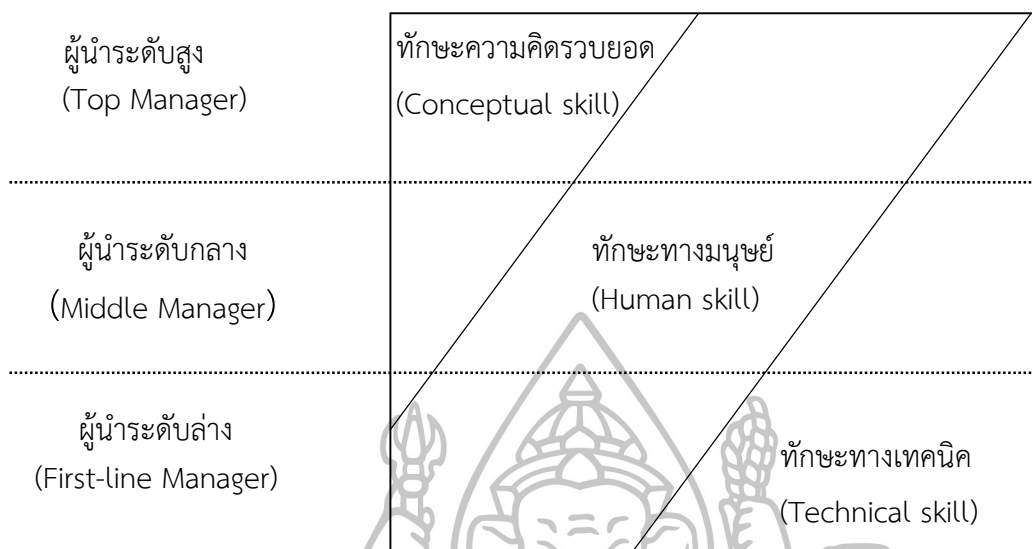 ผู้นำระดับสูง
(Top Manager)
ทักษะความคิดรวบยอด
(Conceptual skill)
ผู้นำระดับกลาง
(Middle Manager)
ทักษะทางมนุษย์
(Human skill)
ผู้นำระดับล่าง
(First-line Manager)
ทักษะทางเทคนิค
(Technical skill)